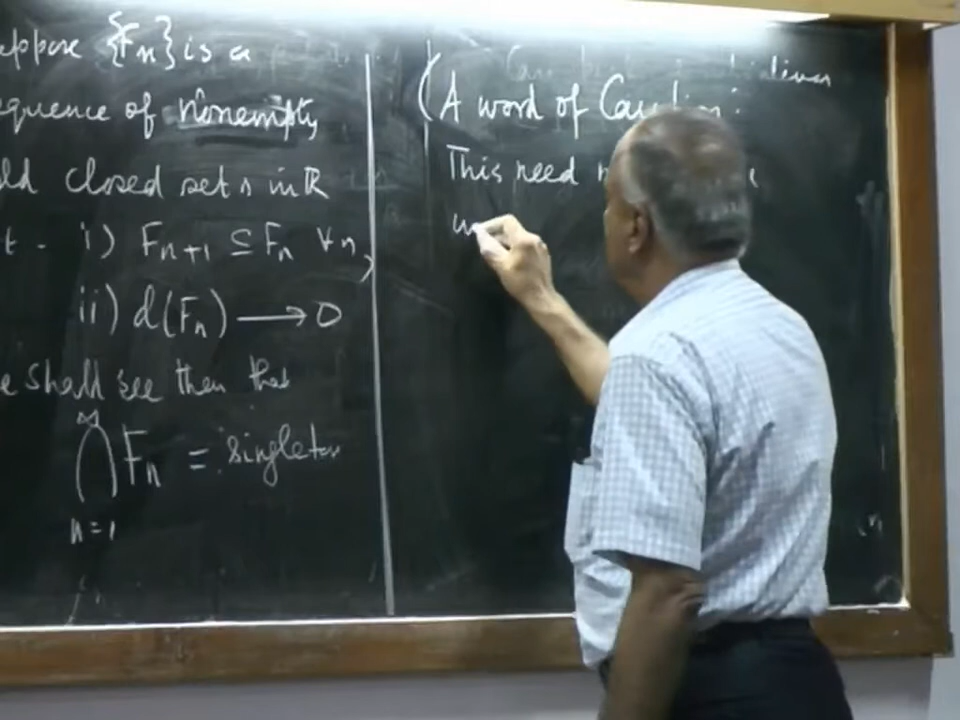 ppose {Fn} is a
equence of nonempty
ld closed sets in ℝ
t. i) Fn+1 ⊆ Fn ∀n,
ii) d(Fn) ⟶ 0
e shall see then that
∞
⋂ Fn = singleton
n=1
(A word of Caution:
This need